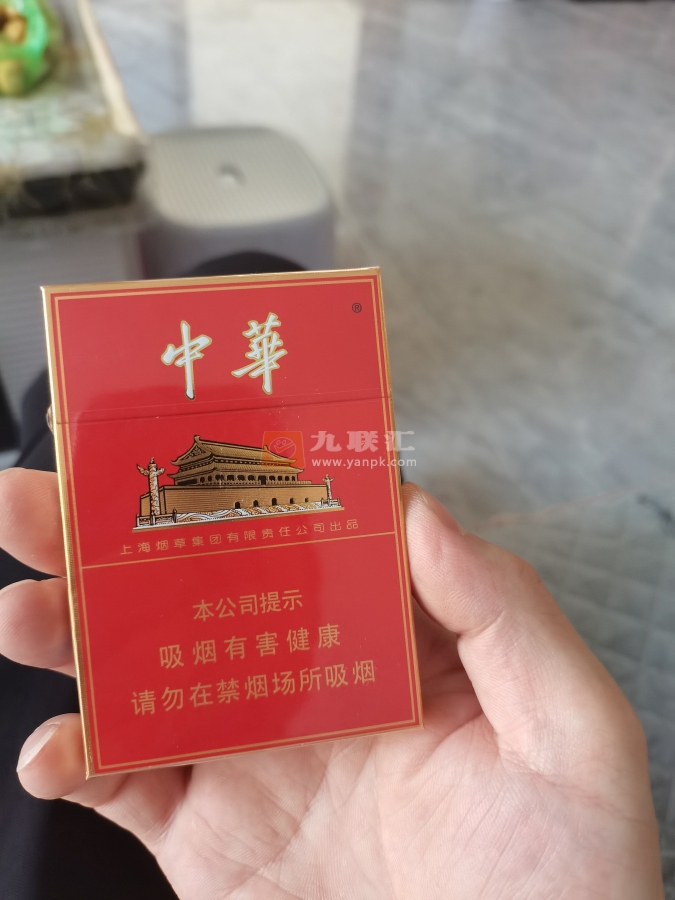 中華
®
九联汇
www.yanpk.com
上海烟草集团有限责任公司出品
本公司提示
吸烟有害健康
请勿在禁烟场所吸烟